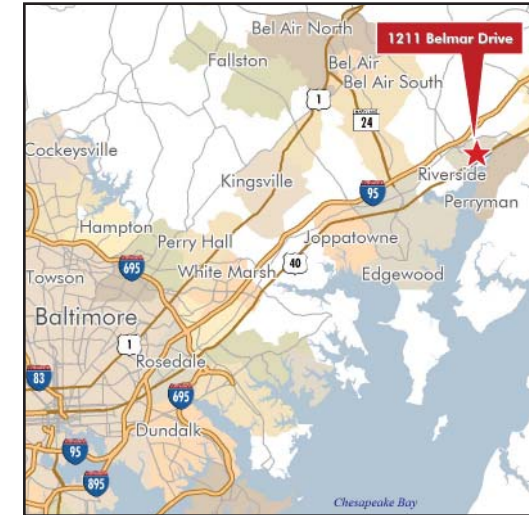 Bel Air North
1211 Belmar Drive
Fallston
Bel Air
Bel Air South
1
MARYLAND
24
Cockeysville
Kingsville
Riverside
95
Perryman
Hampton
Perry Hall
Joppatowne
40
695
White Marsh
Edgewood
Towson
Baltimore
1
Rosedale
83
695
Dundalk
95
895
Chesapeake Bay